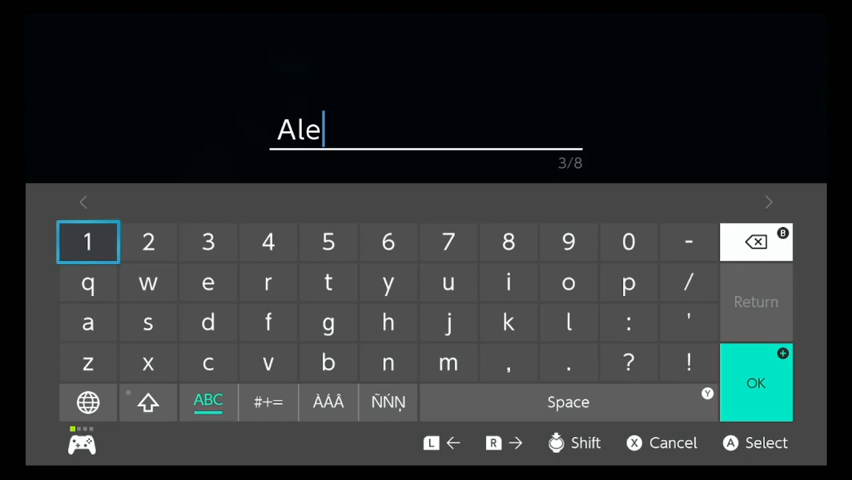 Ale
3/8
< >
1 2 3 4 5 6 7 8 9 0 - B
q w e r t y u i o p / Return
a s d f g h j k l : '
z x c v b n m , . ? ! OK +
ABC #+= ÀÁÂ ÑŃŅ Space Y
L ← R → Shift X Cancel A Select